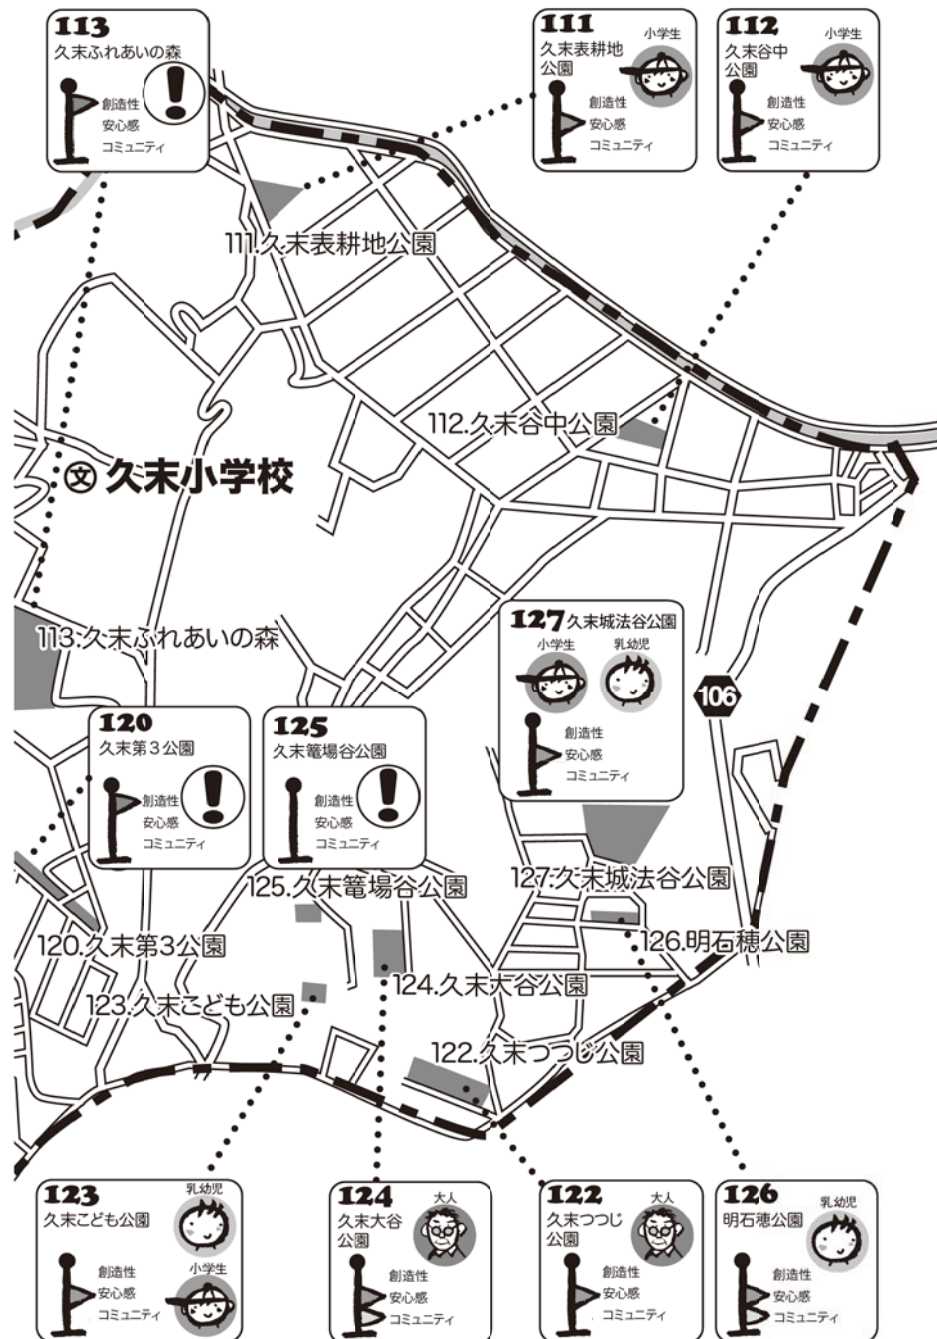 113
久末ふれあいの森
創造性
安心感
コミュニティ
111
久末表耕地
公園
小学生
創造性
安心感
コミュニティ
112
久末谷中
公園
小学生
創造性
安心感
コミュニティ
111.久末表耕地公園
112.久末谷中公園
文 久末小学校
113.久末ふれあいの森
127 久末城法谷公園
小学生
乳幼児
創造性
安心感
コミュニティ
106
120
久末第3公園
創造性
安心感
コミュニティ
125
久末篭場谷公園
創造性
安心感
コミュニティ
125.久末篭場谷公園
127.久末城法谷公園
120.久末第3公園
126.明石穂公園
124.久末大谷公園
123.久末こども公園
122.久末つつじ公園
123
久末こども公園
乳幼児
小学生
創造性
安心感
コミュニティ
124
久末大谷
公園
大人
創造性
安心感
コミュニティ
122
久末つつじ
公園
大人
創造性
安心感
コミュニティ
126
明石穂公園
乳幼児
創造性
安心感
コミュニティ